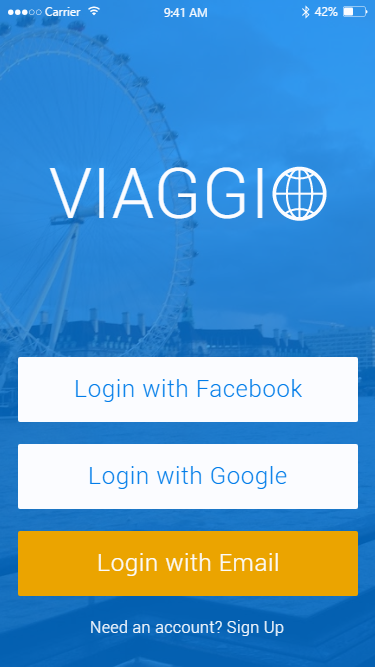 Carrier 9:41 AM 42%
VIAGGIO
Login with Facebook
Login with Google
Login with Email
Need an account? Sign Up